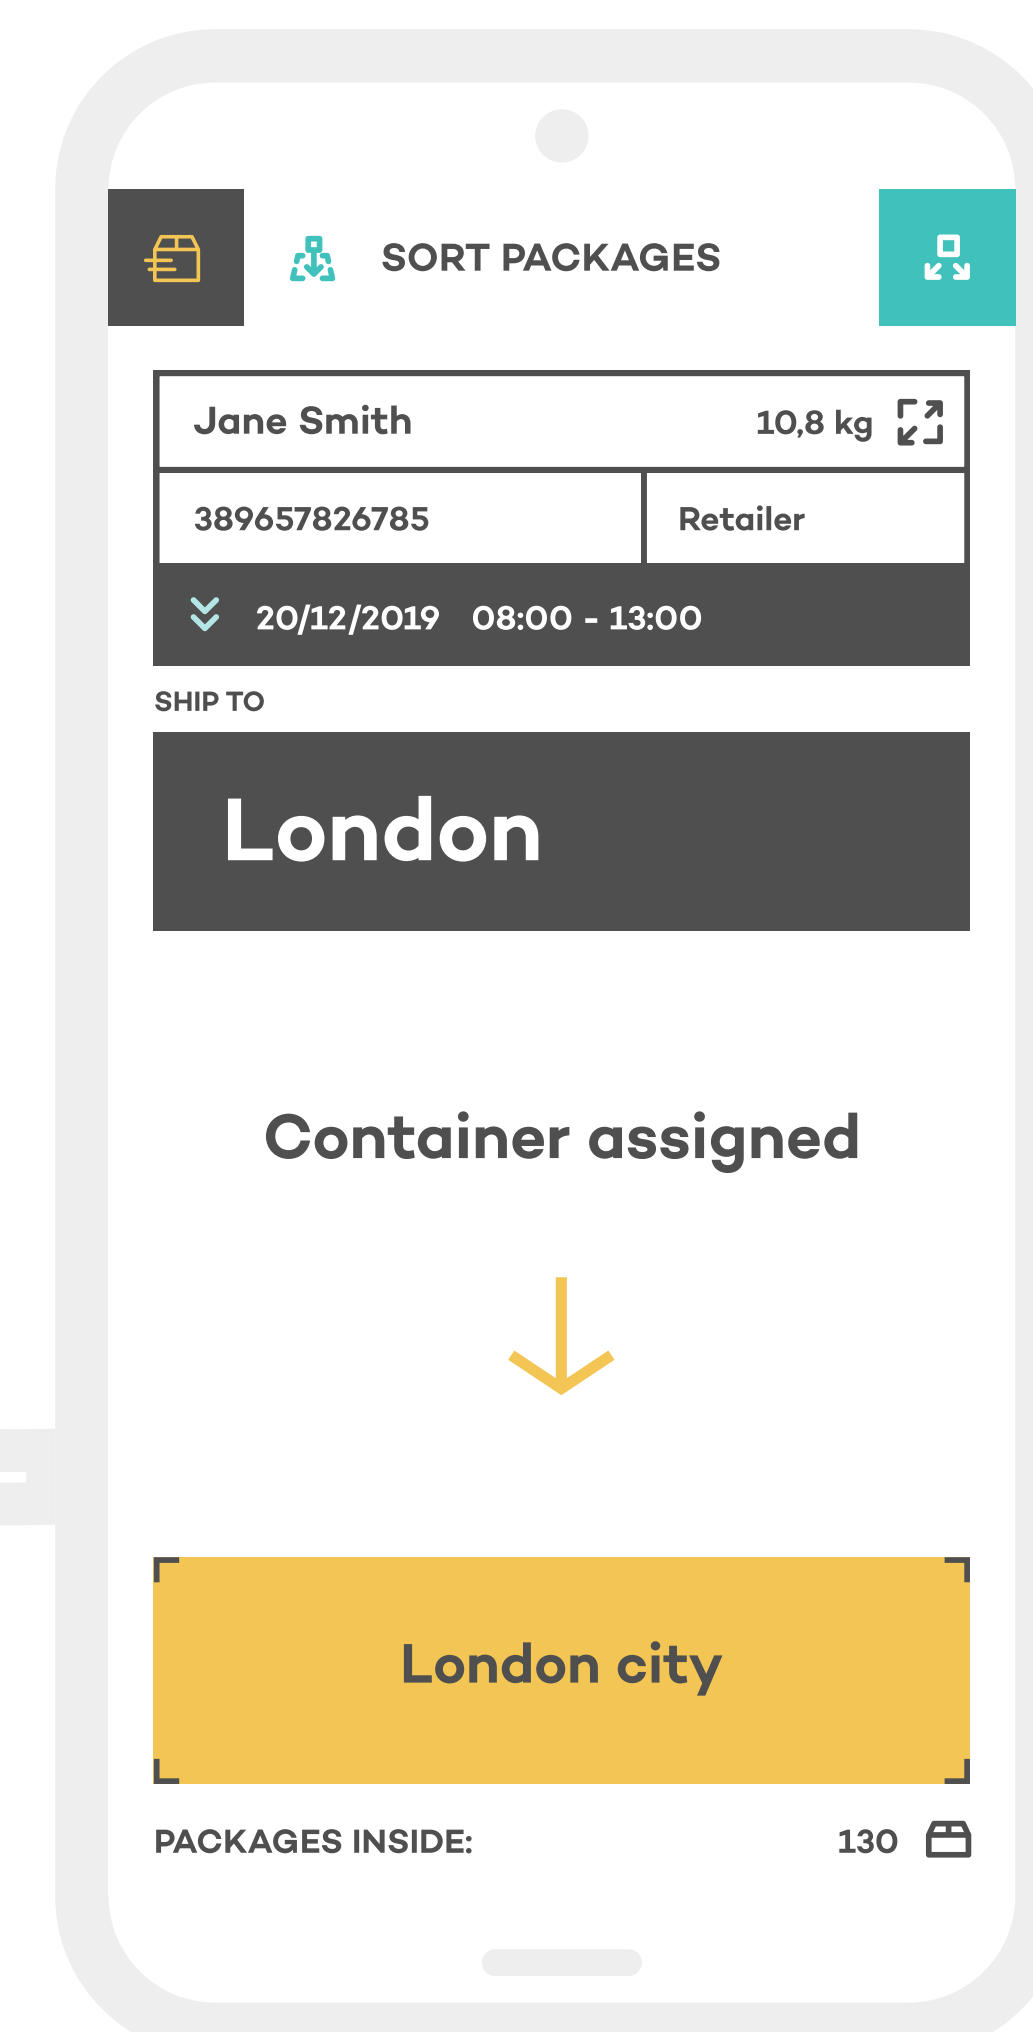 SORT PACKAGES
Jane Smith 10,8 kg
389657826785 Retailer
20/12/2019 08:00 - 13:00
SHIP TO
London
Container assigned
London city
PACKAGES INSIDE: 130